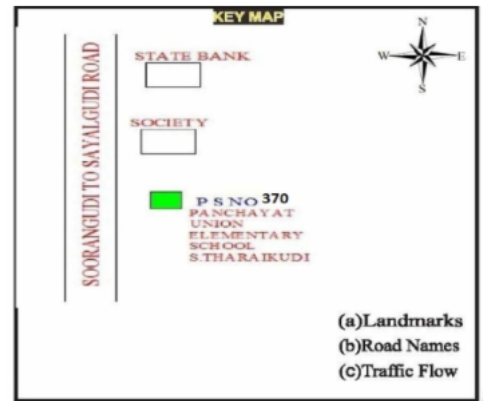 KEY MAP
N
W E
S
STATE BANK
SOCIETY
SOORANGUDI TO SAYALGUDI ROAD
P S NO 370
PANCHAYAT
UNION
ELEMENTARY
SCHOOL
S.THARAIKUDI
(a)Landmarks
(b)Road Names
(c)Traffic Flow